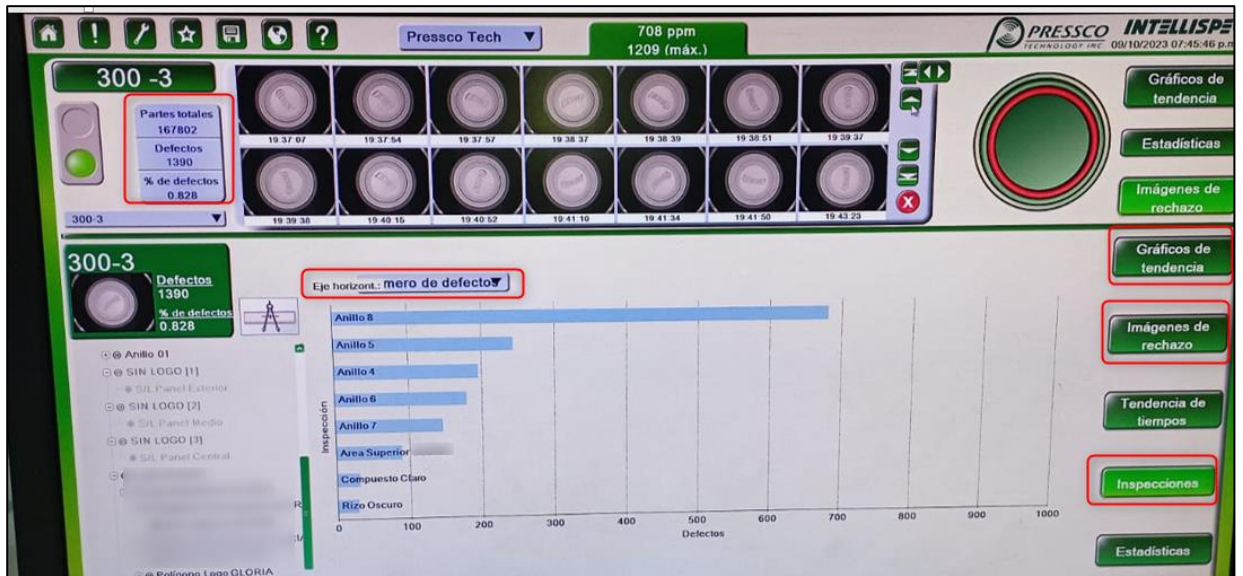 Pressco Tech
708 ppm
1209 (máx.)
PRESSCO
TECHNOLOGY INC
09/10/2023 07:45:46 p.m
300 -3
Partes totales
167802
Defectos
1390
% de defectos
0.828
300-3
19 37 07
19 37 54
19 37 57
19 38 37
19 38 39
19 38 51
19 39 37
19 39 38
19 40 15
19 40 52
19 41 10
19 41 34
19 41 50
19 43 23
Gráficos de
tendencia
Estadísticas
Imágenes de
rechazo
300-3
Defectos
1390
% de defectos
0.828
Anillo 01
SIN LOGO [1]
S/L Panel Exterior
SIN LOGO [2]
S/L Panel Medio
SIN LOGO [3]
S/L Panel Central
Polígono Logo GLORIA
Eje horizont.: mero de defectos
Inspección
Anillo 8
Anillo 5
Anillo 4
Anillo 6
Anillo 7
Area Superior
Compuesto Claro
Rizo Oscuro
0 100 200 300 400 500 600 700 800 900 1000
Defectos
Gráficos de
tendencia
Imágenes de
rechazo
Tendencia de
tiempos
Inspecciones
Estadísticas